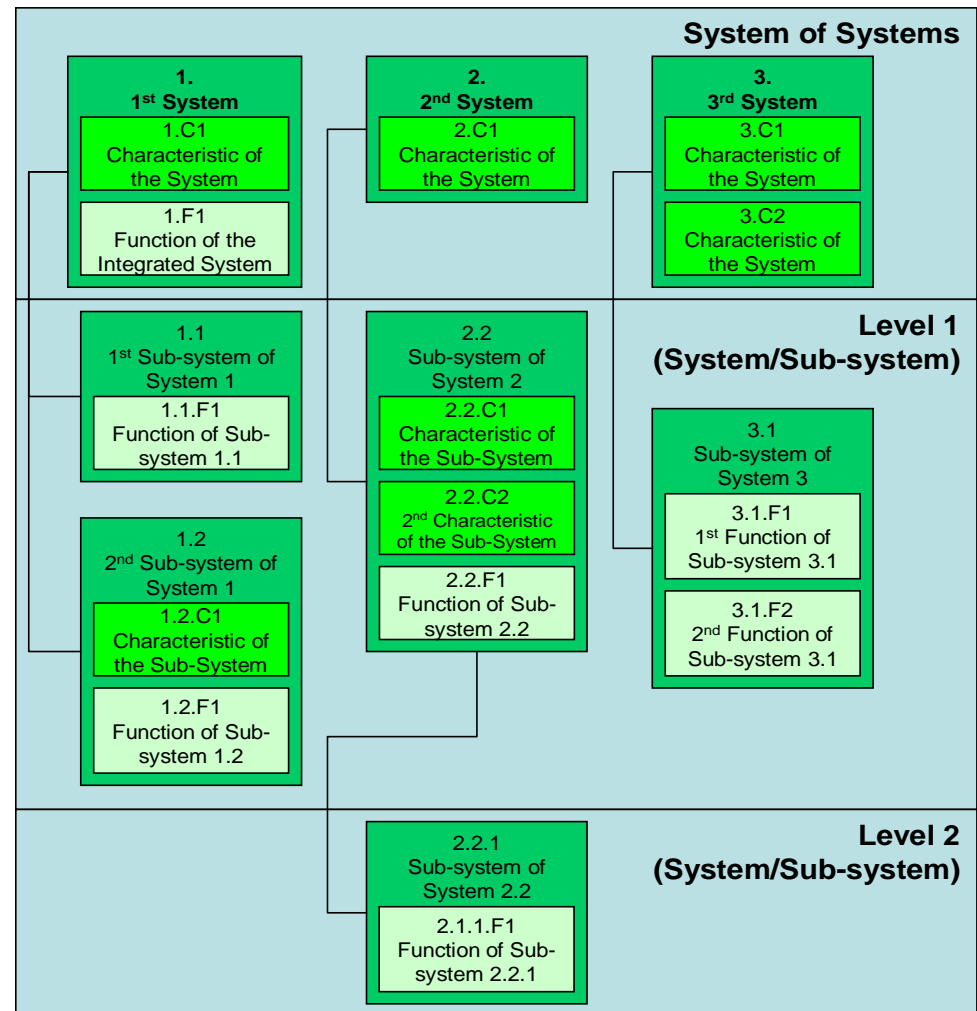 System of Systems
1.
1st System
1.C1
Characteristic of
the System
1.F1
Function of the
Integrated System
2.
2nd System
2.C1
Characteristic of
the System
3.
3rd System
3.C1
Characteristic of
the System
3.C2
Characteristic of
the System
Level 1
(System/Sub-system)
1.1
1st Sub-system of
System 1
1.1.F1
Function of Sub-
system 1.1
1.2
2nd Sub-system of
System 1
1.2.C1
Characteristic of
the Sub-System
1.2.F1
Function of Sub-
system 1.2
2.2
Sub-system of
System 2
2.2.C1
Characteristic of
the Sub-System
2.2.C2
2nd Characteristic
of the Sub-System
2.2.F1
Function of Sub-
system 2.2
3.1
Sub-system of
System 3
3.1.F1
1st Function of
Sub-system 3.1
3.1.F2
2nd Function of
Sub-system 3.1
Level 2
(System/Sub-system)
2.2.1
Sub-system of
System 2.2
2.1.1.F1
Function of Sub-
system 2.2.1